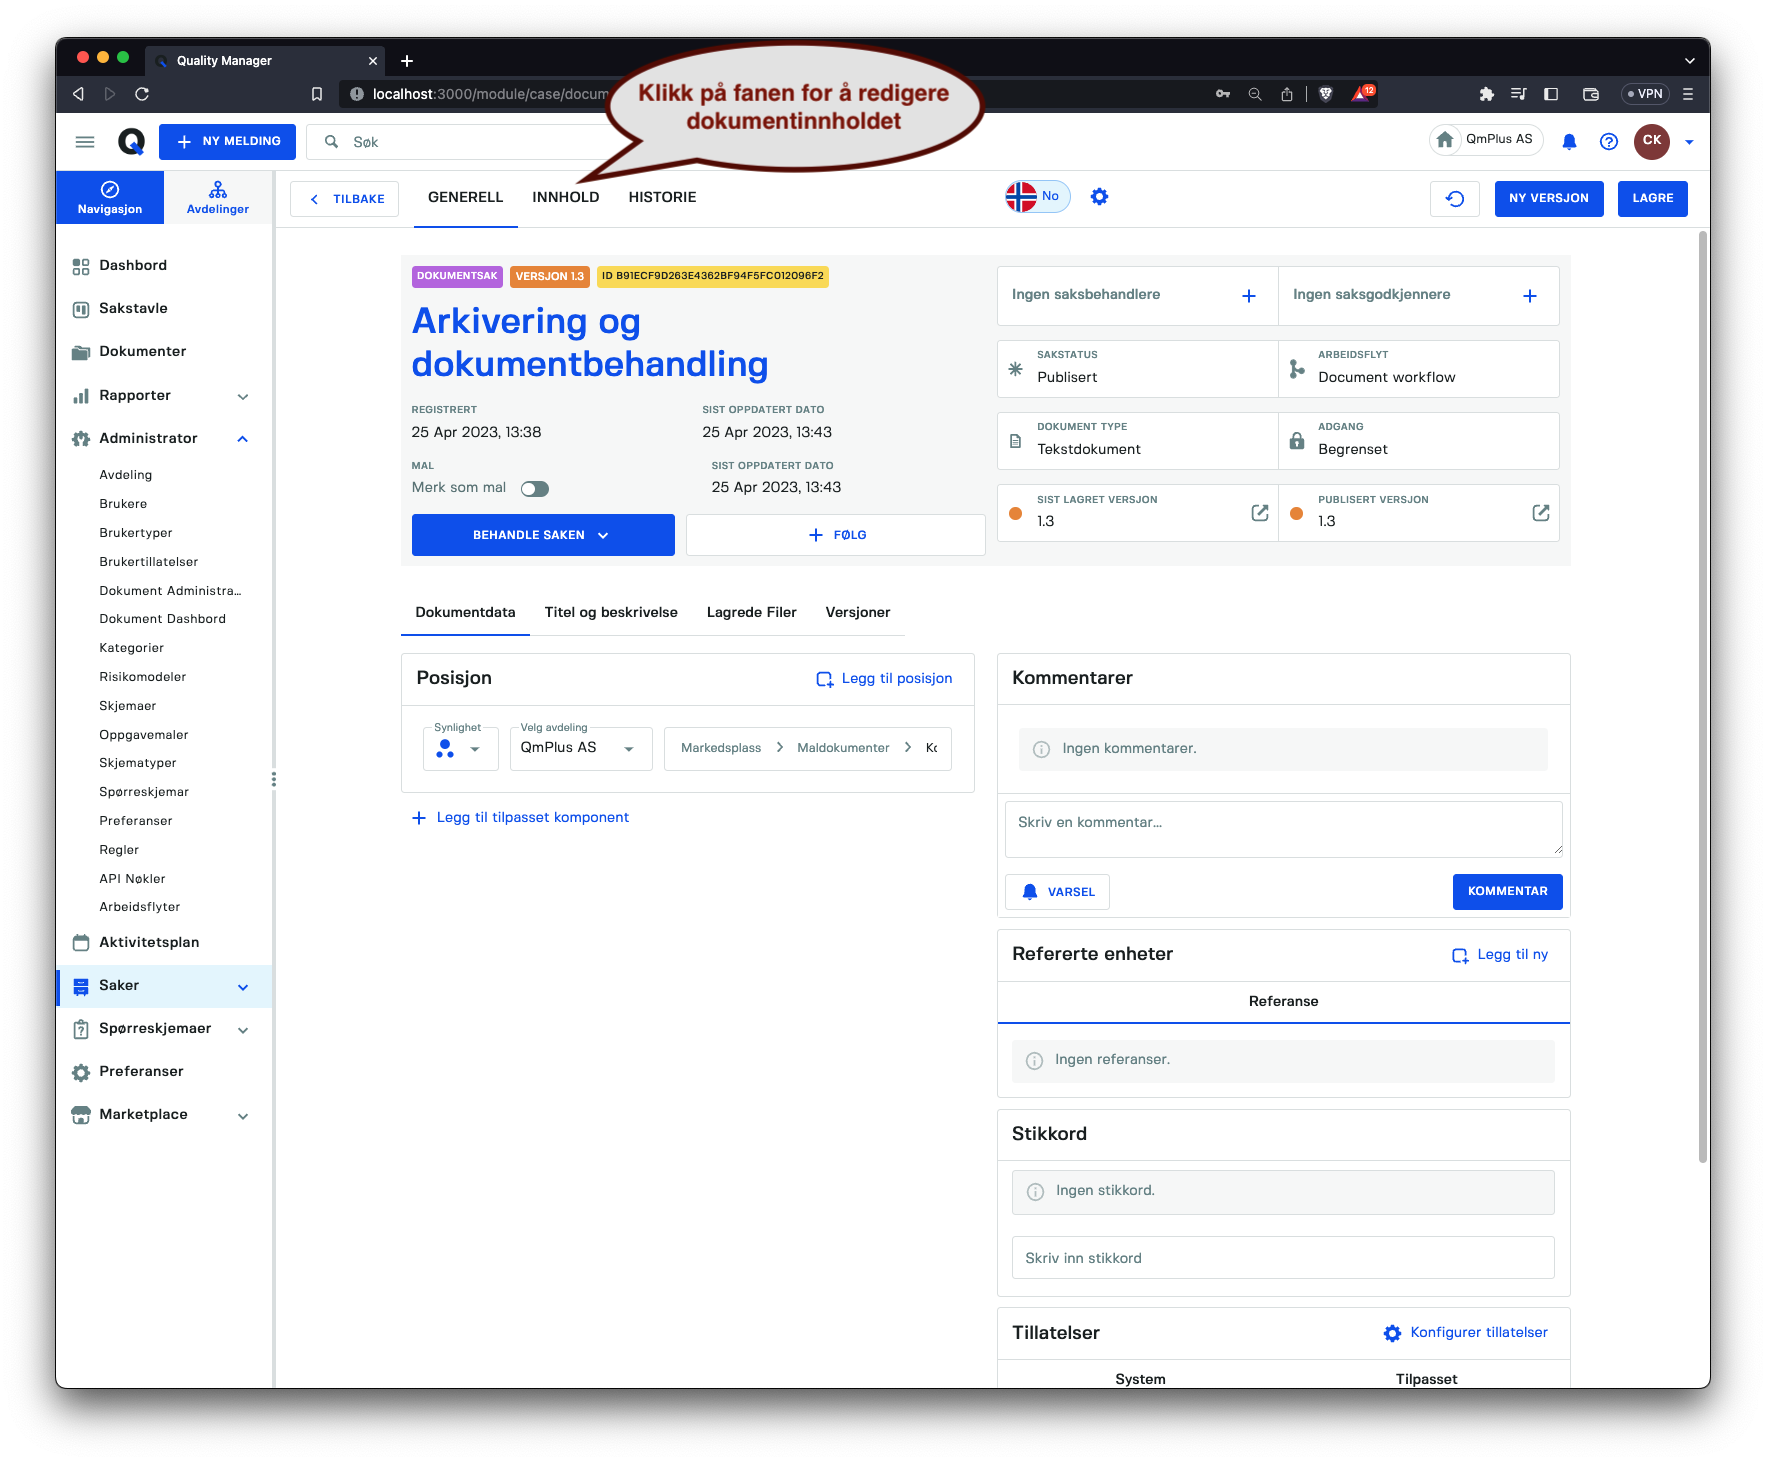 Quality Manager
localhost:3000/module/case/docum
12
VPN
Klikk på fanen for å redigere
dokumentinnholdet
NY MELDING
Søk
QmPlus AS
CK
Navigasjon
Avdelinger
TILBAKE
GENERELL
INNHOLD
HISTORIE
No
NY VERSJON
LAGRE
Dashbord
Sakstavle
Dokumenter
Rapporter
Administrator
Avdeling
Brukere
Brukertyper
Brukertillatelser
Dokument Administra...
Dokument Dashbord
Kategorier
Risikomodeler
Skjemaer
Oppgavemaler
Skjematyper
Spørreskjemar
Preferanser
Regler
API Nøkler
Arbeidsflyter
Aktivitetsplan
Saker
Spørreskjemaer
Preferanser
Marketplace
DOKUMENTSAK
VERSJON 1.3
ID B91ECF9D263E4362BF94F5FC012096F2
Arkivering og
dokumentbehandling
REGISTRERT
25 Apr 2023, 13:38
SIST OPPDATERT DATO
25 Apr 2023, 13:43
MAL
Merk som mal
SIST OPPDATERT DATO
25 Apr 2023, 13:43
BEHANDLE SAKEN
FØLG
Ingen saksbehandlere
Ingen saksgodkjennere
SAKSTATUS
Publisert
ARBEIDSFLYT
Document workflow
DOKUMENT TYPE
Tekstdokument
ADGANG
Begrenset
SIST LAGRET VERSJON
1.3
PUBLISERT VERSJON
1.3
Dokumentdata
Titel og beskrivelse
Lagrede Filer
Versjoner
Posisjon
Legg til posisjon
Synlighet
Velg avdeling
QmPlus AS
Markedsplass
Maldokumenter
Legg til tilpasset komponent
Kommentarer
Ingen kommentarer.
Skriv en kommentar...
VARSEL
KOMMENTAR
Refererte enheter
Legg til ny
Referanse
Ingen referanser.
Stikkord
Ingen stikkord.
Skriv inn stikkord
Tillatelser
Konfigurer tillatelser
System
Tilpasset